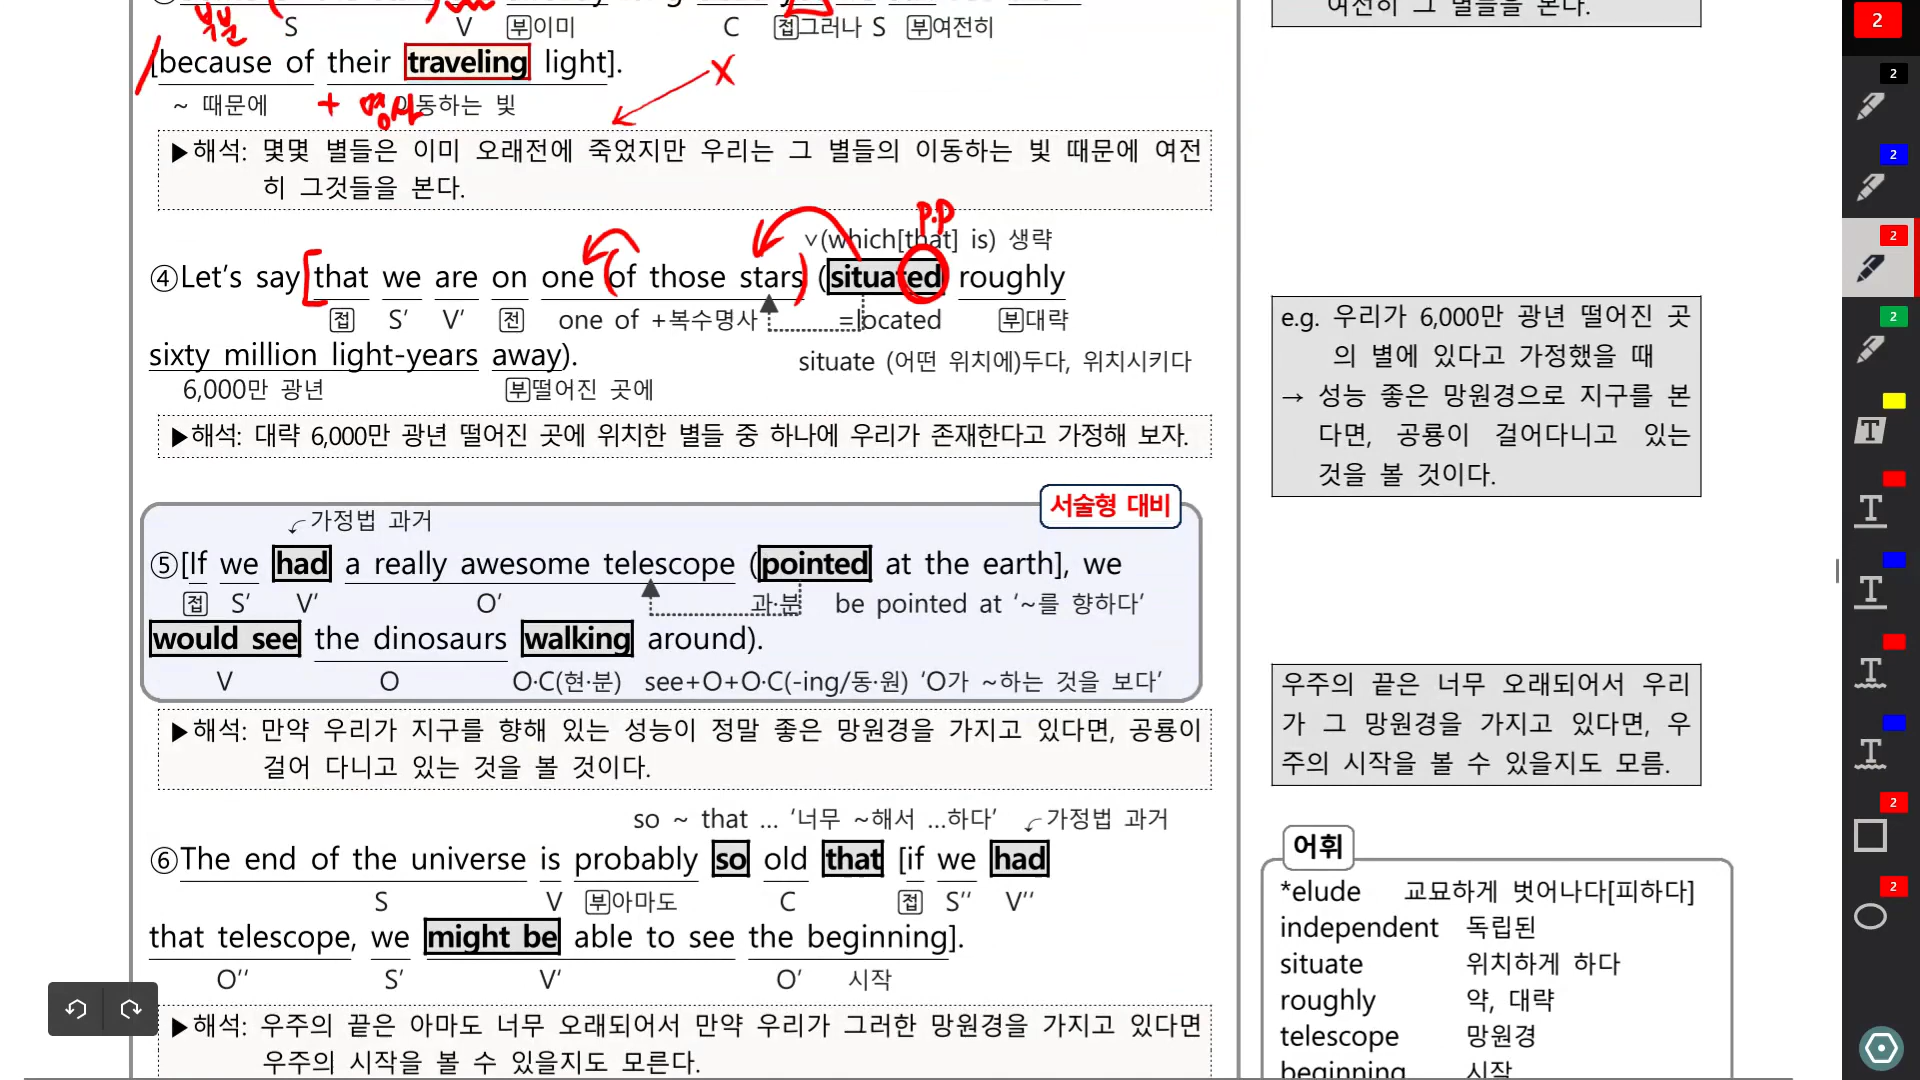 여전히 그 별들을 본다.
부분 S V 부이미 C 접그러나 S 부여전히
[because of their traveling light].
X
~ 때문에 + 명사 이동하는 빛
▶해석: 몇몇 별들은 이미 오래전에 죽었지만 우리는 그 별들의 이동하는 빛 때문에 여전
히 그것들을 본다.
P.P
∨(which[that] is) 생략
④Let's say [that we are on one (of those stars) (situated roughly
접 S' V' 전 one of +복수명사 =located 부대략
sixty million light-years away).
situate (어떤 위치에)두다, 위치시키다
6,000만 광년 부떨어진 곳에
▶해석: 대략 6,000만 광년 떨어진 곳에 위치한 별들 중 하나에 우리가 존재한다고 가정해 보자.
서술형 대비
가정법 과거
⑤[If we had a really awesome telescope (pointed at the earth], we
접 S' V' O' 과·분 be pointed at '~를 향하다'
would see the dinosaurs walking around).
V O O·C(현·분) see+O+O·C(-ing/동·원) 'O가 ~하는 것을 보다'
▶해석: 만약 우리가 지구를 향해 있는 성능이 정말 좋은 망원경을 가지고 있다면, 공룡이
걸어 다니고 있는 것을 볼 것이다.
so ~ that … '너무 ~해서 …하다' 가정법 과거
⑥The end of the universe is probably so old that [if we had
S V 부아마도 C 접 S'' V''
that telescope, we might be able to see the beginning].
O'' S' V' O' 시작
▶해석: 우주의 끝은 아마도 너무 오래되어서 만약 우리가 그러한 망원경을 가지고 있다면
우주의 시작을 볼 수 있을지도 모른다.
e.g. 우리가 6,000만 광년 떨어진 곳
의 별에 있다고 가정했을 때
→ 성능 좋은 망원경으로 지구를 본
다면, 공룡이 걸어다니고 있는
것을 볼 것이다.
우주의 끝은 너무 오래되어서 우리
가 그 망원경을 가지고 있다면, 우
주의 시작을 볼 수 있을지도 모름.
어휘
*elude 교묘하게 벗어나다[피하다]
independent 독립된
situate 위치하게 하다
roughly 약, 대략
telescope 망원경
beginning 시작
2
2
2
2
2
T
T
T
T
T
2
2